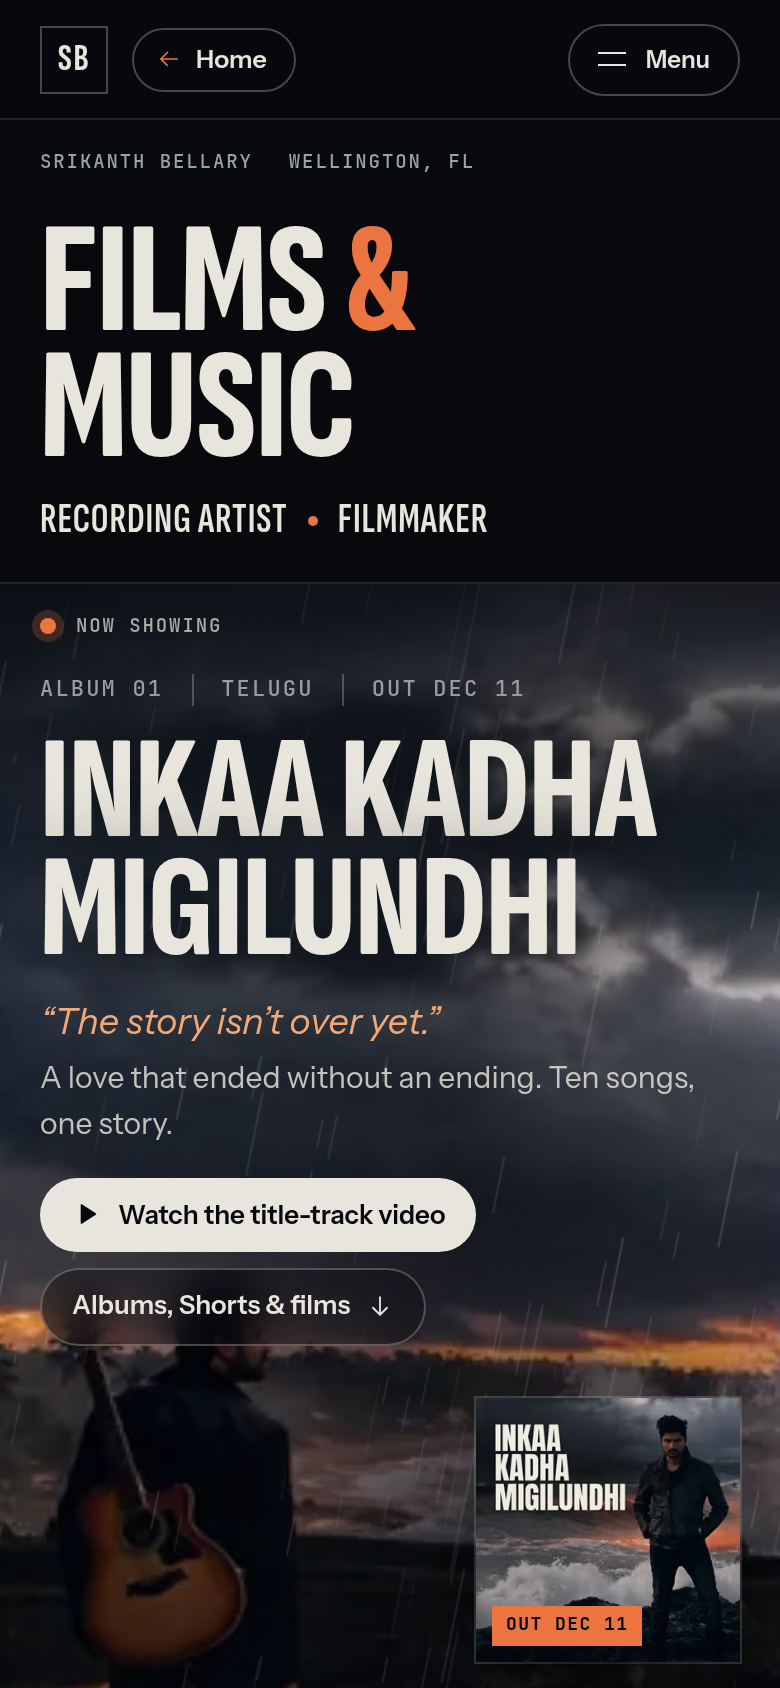 SB
Home
Menu
SRIKANTH BELLARY WELLINGTON, FL
FILMS &
MUSIC
RECORDING ARTIST • FILMMAKER
NOW SHOWING
ALBUM 01 | TELUGU | OUT DEC 11
INKAA KADHA
MIGILUNDHI
“The story isn’t over yet.”
A love that ended without an ending. Ten songs,
one story.
Watch the title-track video
Albums, Shorts & films
INKAA
KADHA
MIGILUNDHI
OUT DEC 11